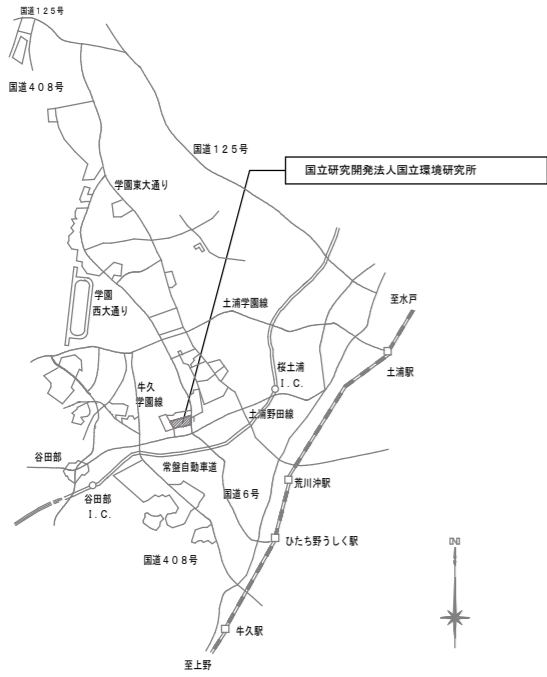 国道１２５号
国道４０８号
国道１２５号
国立研究開発法人国立環境研究所
学園東大通り
学園
西大通り
土浦学園線
至水戸
土浦駅
桜土浦
Ｉ.Ｃ.
牛久
学園線
土浦野田線
谷田部
常盤自動車道
谷田部
Ｉ.Ｃ.
国道６号
荒川沖駅
ひたち野うしく駅
国道４０８号
N
牛久駅
至上野